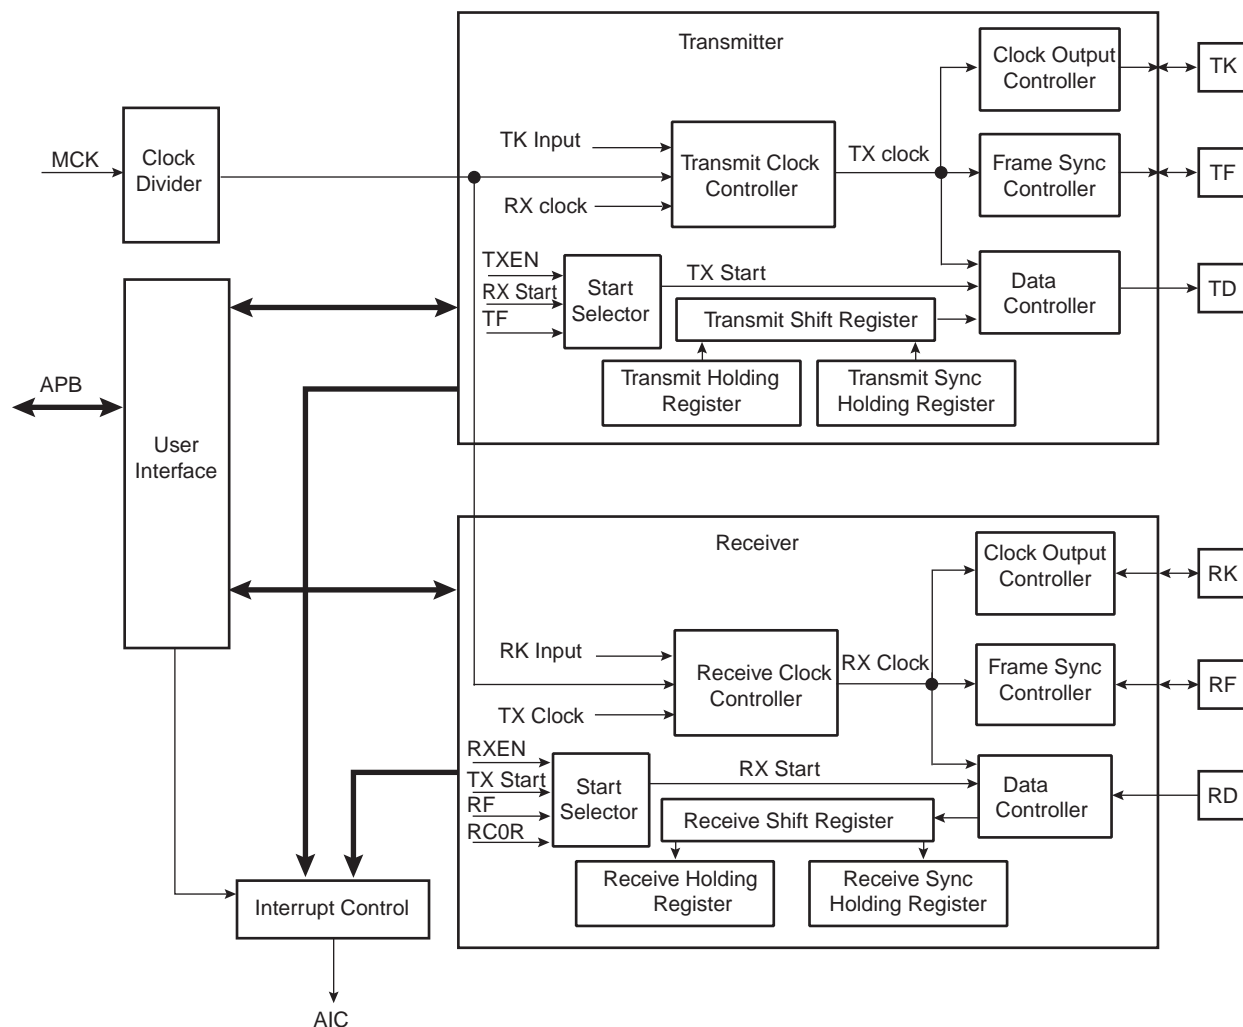 Transmitter
Clock Output
Controller
TK
MCK
Clock
Divider
TK Input
Transmit Clock
Controller
TX clock
Frame Sync
Controller
TF
RX clock
TXEN
RX Start
TF
Start
Selector
TX Start
Data
Controller
TD
Transmit Shift Register
Transmit Holding
Register
Transmit Sync
Holding Register
APB
User
Interface
Receiver
Clock Output
Controller
RK
RK Input
Receive Clock
Controller
RX Clock
Frame Sync
Controller
RF
TX Clock
RXEN
TX Start
RF
RC0R
Start
Selector
RX Start
Data
Controller
RD
Receive Shift Register
Receive Holding
Register
Receive Sync
Holding Register
Interrupt Control
AIC